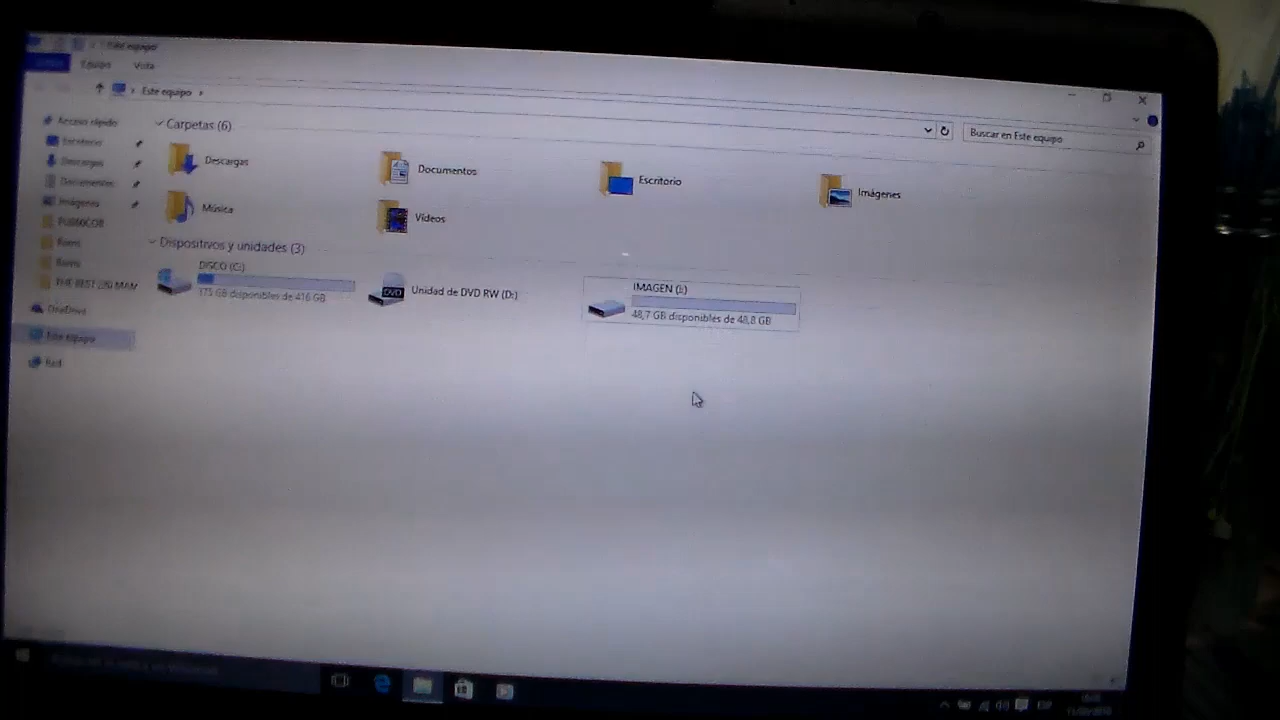 Este equipo
Equipo Vista
Este equipo
Buscar en Este equipo
Acceso rápido
Escritorio
Descargas
Documentos
Imágenes
Roms
Roms
THE BEST
OneDrive
Este equipo
Red
Carpetas (6)
Descargas
Documentos
Escritorio
Imágenes
Música
Vídeos
Dispositivos y unidades (3)
DISCO (C:)
375 GB disponibles de 416 GB
DVD
Unidad de DVD RW (D:)
IMAGEN
48,7 GB disponibles de 48,8 GB
ESP